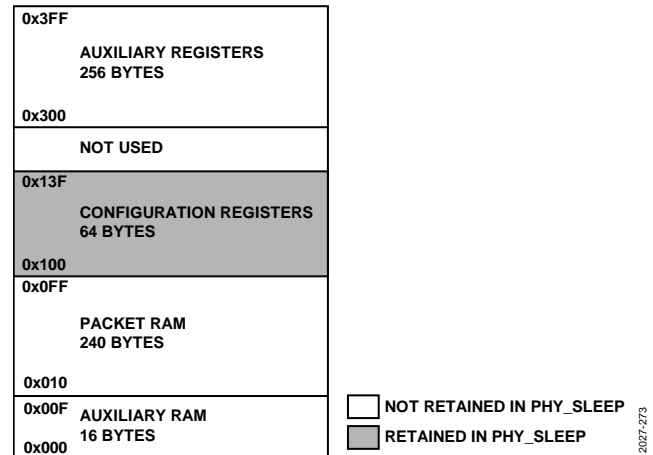 0x3FF
AUXILIARY REGISTERS
256 BYTES
0x300
NOT USED
0x13F
CONFIGURATION REGISTERS
64 BYTES
0x100
0x0FF
PACKET RAM
240 BYTES
0x010
0x00F
AUXILIARY RAM
16 BYTES
0x000
NOT RETAINED IN PHY_SLEEP
RETAINED IN PHY_SLEEP
2027-273